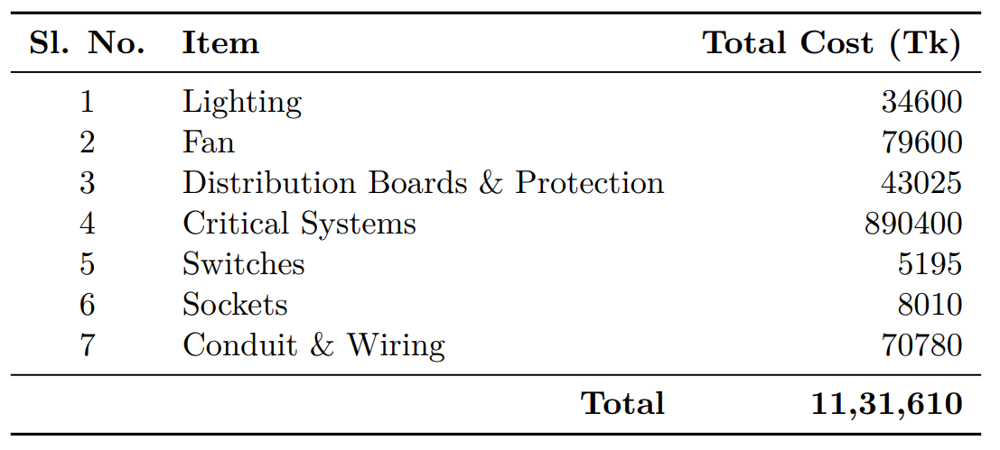 Sl. No. Item Total Cost (Tk)
1 Lighting 34600
2 Fan 79600
3 Distribution Boards & Protection 43025
4 Critical Systems 890400
5 Switches 5195
6 Sockets 8010
7 Conduit & Wiring 70780
Total 11,31,610